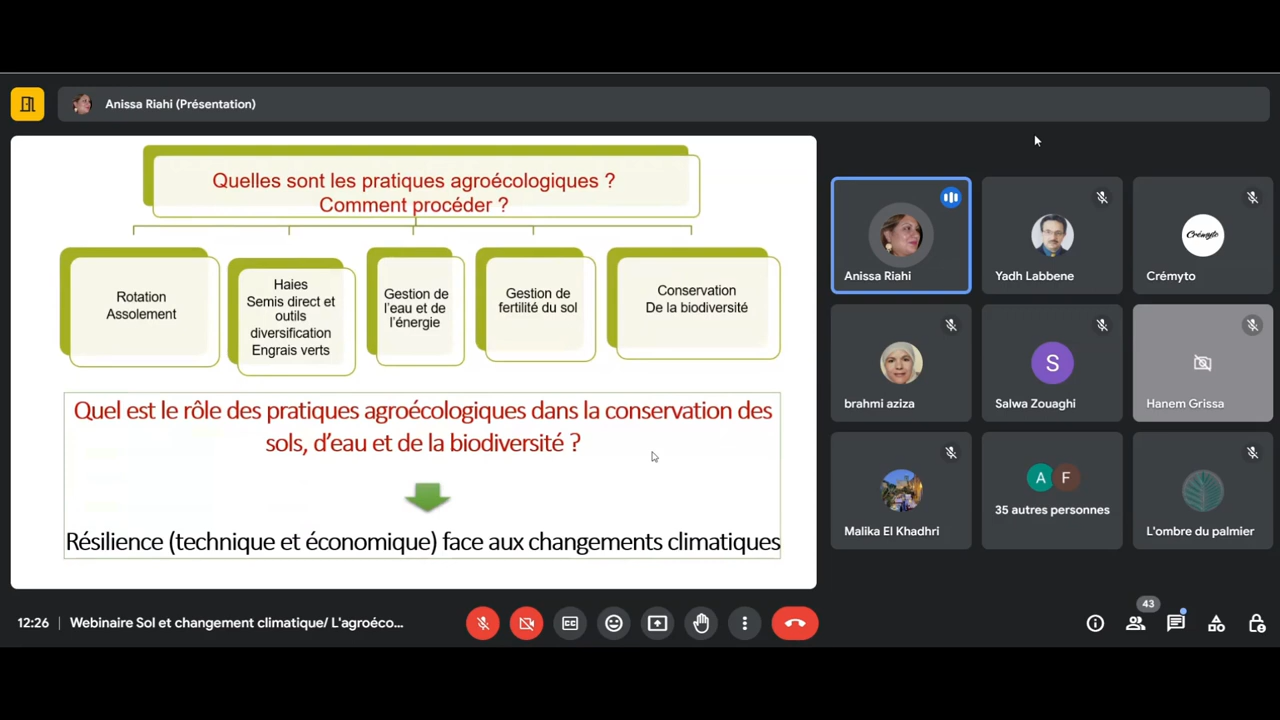 Anissa Riahi (Présentation)
Quelles sont les pratiques agroécologiques ?
Comment procéder ?
Rotation
Assolement
Haies
Semis direct et
outils
diversification
Engrais verts
Gestion de
l'eau et de
l'énergie
Gestion de
fertilité du sol
Conservation
De la biodiversité
Quel est le rôle des pratiques agroécologiques dans la conservation des
sols, d'eau et de la biodiversité ?
Résilience (technique et économique) face aux changements climatiques
Anissa Riahi
Yadh Labbene
Crémyto
Crémyto
brahmi aziza
S
Salwa Zouaghi
Hanem Grissa
Malika El Khadhri
A F
35 autres personnes
L'ombre du palmier
12:26 | Webinaire Sol et changement climatique/ L'agroéco...
CC
43